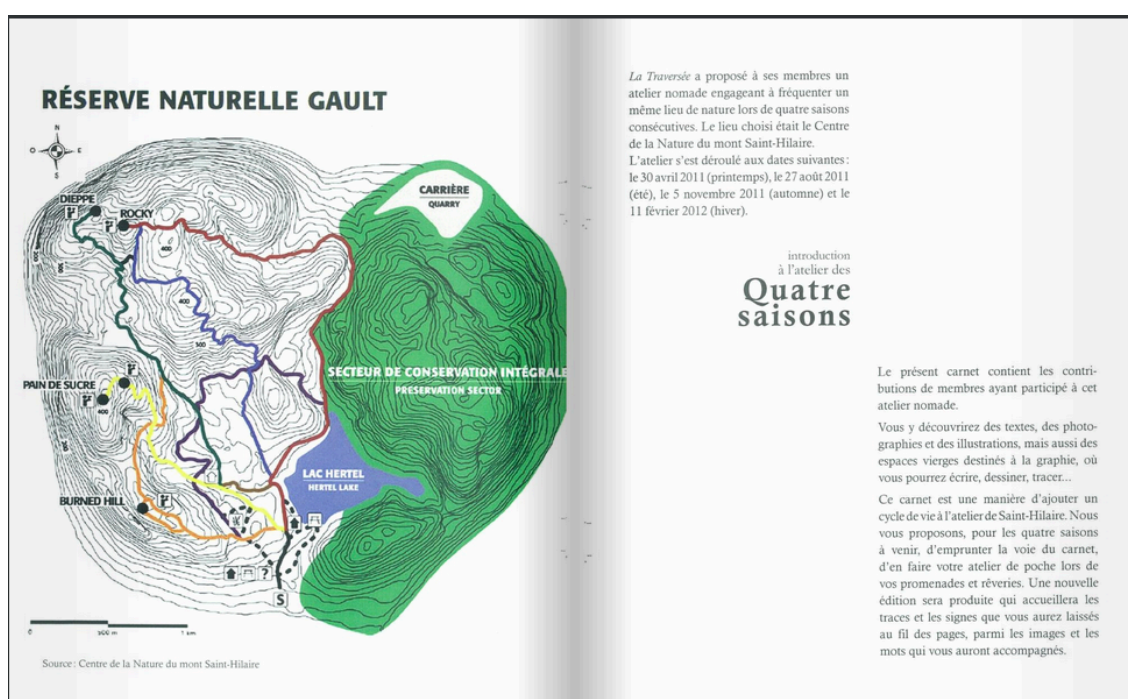 RÉSERVE NATURELLE GAULT
N
O
E
S
CARRIÈRE
QUARRY
DIEPPE
ROCKY
400
200
300
400
300
PAIN DE SUCRE
400
SECTEUR DE CONSERVATION INTÉGRALE
PRESERVATION SECTOR
LAC HERTEL
HERTEL LAKE
BURNED HILL
?
S
0
500 m
1 km
Source : Centre de la Nature du mont Saint-Hilaire
La Traversée a proposé à ses membres un
atelier nomade engageant à fréquenter un
même lieu de nature lors de quatre saisons
consécutives. Le lieu choisi était le Centre
de la Nature du mont Saint-Hilaire.
L'atelier s'est déroulé aux dates suivantes :
le 30 avril 2011 (printemps), le 27 août 2011
(été), le 5 novembre 2011 (automne) et le
11 février 2012 (hiver).
introduction
à l'atelier des
Quatre
saisons
Le présent carnet contient les contri-
butions de membres ayant participé à cet
atelier nomade.
Vous y découvrirez des textes, des photo-
graphies et des illustrations, mais aussi des
espaces vierges destinés à la graphie, où
vous pourrez écrire, dessiner, tracer...
Ce carnet est une manière d'ajouter un
cycle de vie à l'atelier de Saint-Hilaire. Nous
vous proposons, pour les quatre saisons
à venir, d'emprunter la voie du carnet,
d'en faire votre atelier de poche lors de
vos promenades et rêveries. Une nouvelle
édition sera produite qui accueillera les
traces et les signes que vous aurez laissés
au fil des pages, parmi les images et les
mots qui vous auront accompagnés.